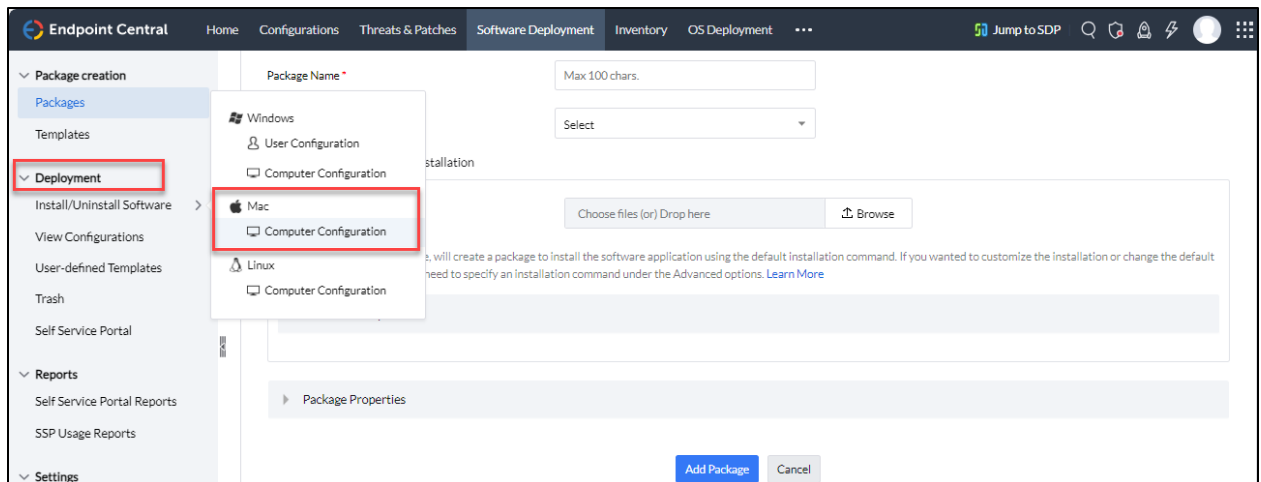 Endpoint Central
Home Configurations Threats & Patches Software Deployment Inventory OS Deployment ••• Jump to SDP
Package creation
Packages
Templates
Deployment
Install/Uninstall Software
View Configurations
User-defined Templates
Trash
Self Service Portal
Reports
Self Service Portal Reports
SSP Usage Reports
Settings
Windows
User Configuration
Computer Configuration
Mac
Computer Configuration
Linux
Computer Configuration
Package Name *
Max 100 chars.
Select
stallation
Choose files (or) Drop here
Browse
, will create a package to install the software application using the default installation command. If you wanted to customize the installation or change the default
need to specify an installation command under the Advanced options. Learn More
Package Properties
Add Package Cancel